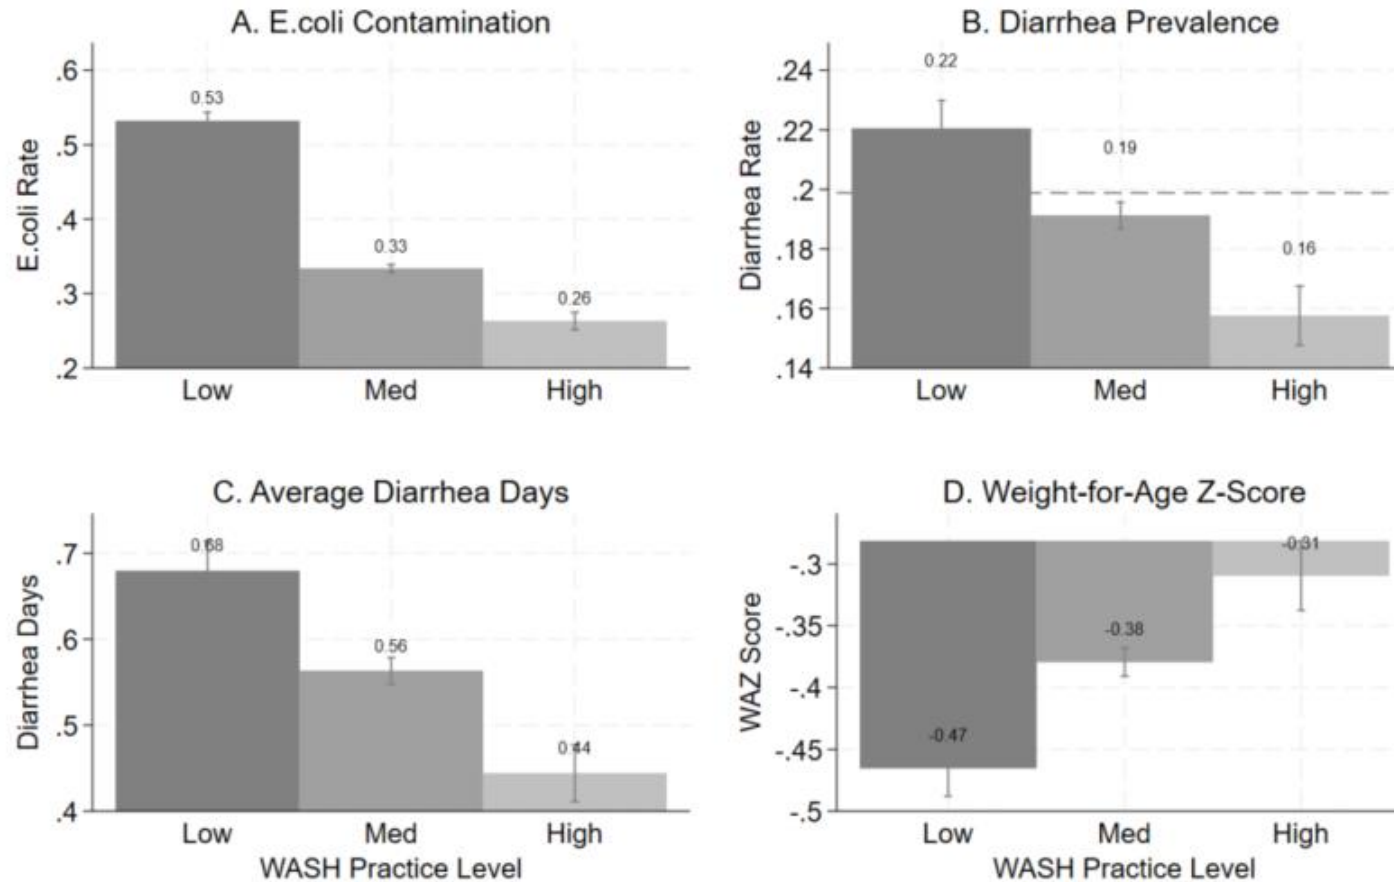 A. E.coli Contamination
E.coli Rate
.6
.5
.4
.3
.2
0.53
0.33
0.26
Low Med High
B. Diarrhea Prevalence
Diarrhea Rate
.24
.22
.2
.18
.16
.14
0.22
0.19
0.16
Low Med High
C. Average Diarrhea Days
Diarrhea Days
.7
.6
.5
.4
0.68
0.56
0.44
Low Med High
WASH Practice Level
D. Weight-for-Age Z-Score
WAZ Score
-.3
-.35
-.4
-.45
-.5
-0.47
-0.38
-0.31
Low Med High
WASH Practice Level